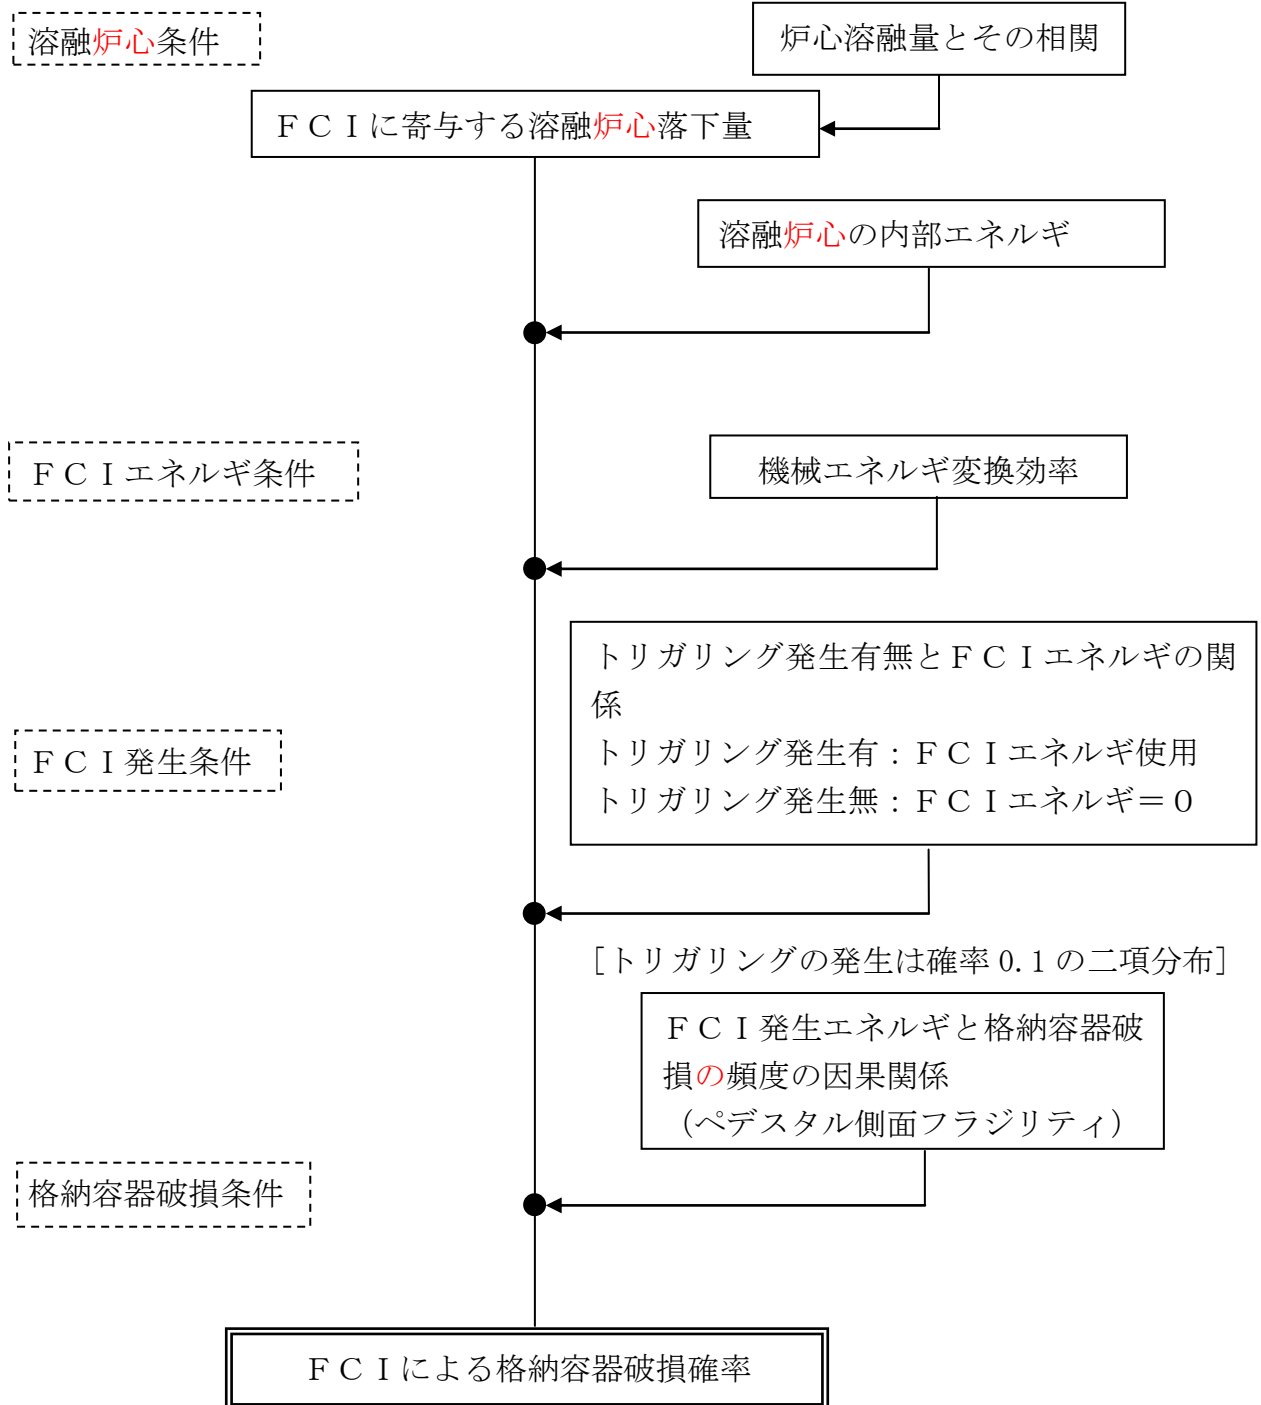 溶融炉心条件
炉心溶融量とその相関
ＦＣＩに寄与する溶融炉心落下量
溶融炉心の内部エネルギ
ＦＣＩエネルギ条件
機械エネルギ変換効率
トリガリング発生有無とＦＣＩエネルギの関
係
トリガリング発生有：ＦＣＩエネルギ使用
トリガリング発生無：ＦＣＩエネルギ＝０
ＦＣＩ発生条件
［トリガリングの発生は確率 0.1 の二項分布］
ＦＣＩ発生エネルギと格納容器破
損の頻度の因果関係
（ペデスタル側面フラジリティ）
格納容器破損条件
ＦＣＩによる格納容器破損確率